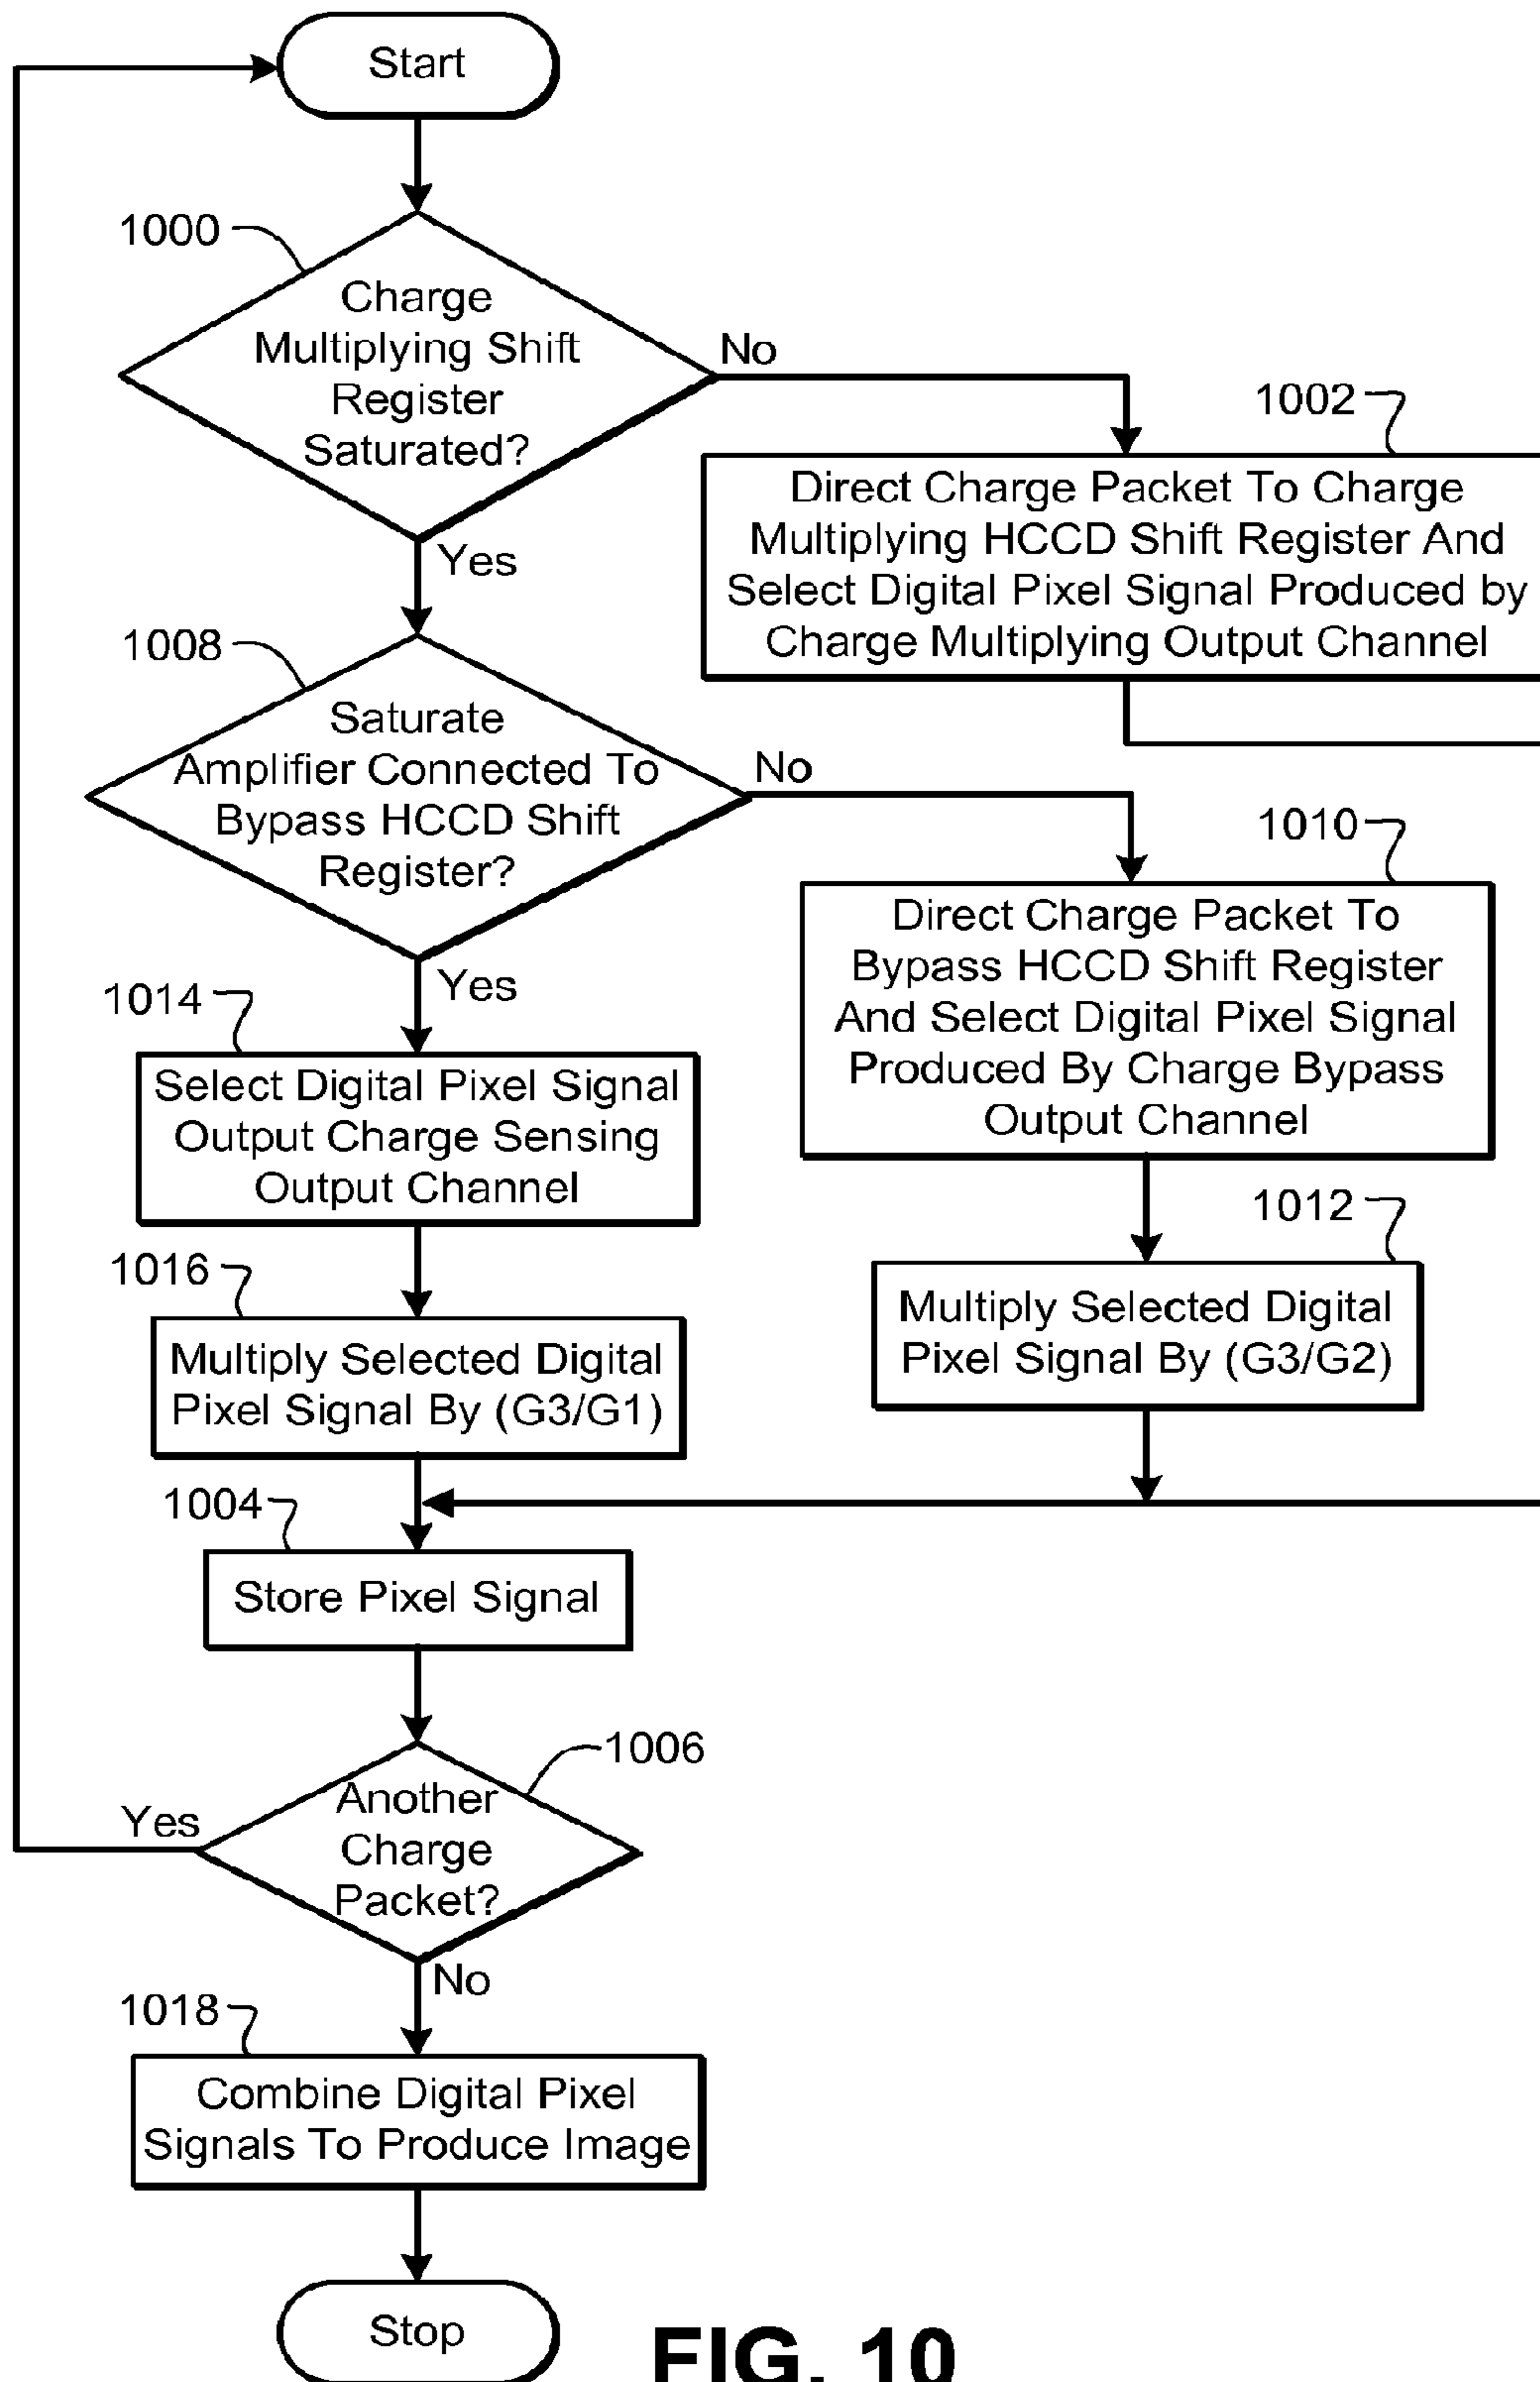 Start
1000
Charge
Multiplying Shift
Register
Saturated?
No
Yes
1002
Direct Charge Packet To Charge
Multiplying HCCD Shift Register And
Select Digital Pixel Signal Produced by
Charge Multiplying Output Channel
1008
Saturate
Amplifier Connected To
Bypass HCCD Shift
Register?
No
Yes
1010
Direct Charge Packet To
Bypass HCCD Shift Register
And Select Digital Pixel Signal
Produced By Charge Bypass
Output Channel
1014
Select Digital Pixel Signal
Output Charge Sensing
Output Channel
1012
Multiply Selected Digital
Pixel Signal By (G3/G2)
1016
Multiply Selected Digital
Pixel Signal By (G3/G1)
1004
Store Pixel Signal
1006
Another
Charge
Packet?
Yes
No
1018
Combine Digital Pixel
Signals To Produce Image
Stop
FIG. 10